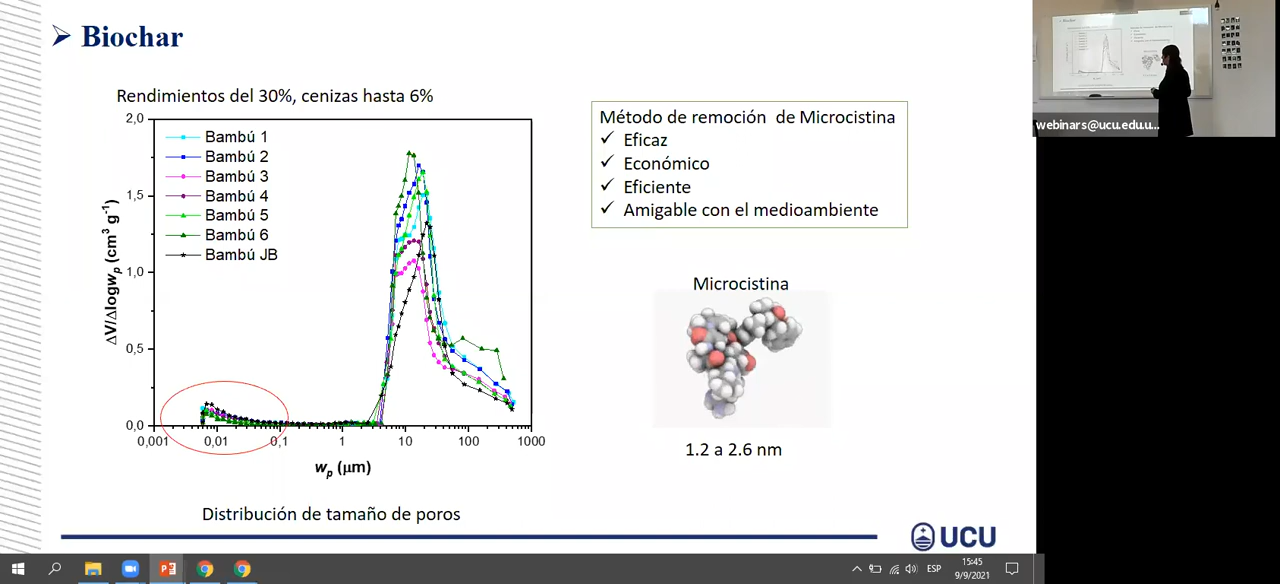 Biochar
Rendimientos del 30%, cenizas hasta 6%
2,0
1,5
1,0
0,5
0,0
ΔV/Δlogwp (cm3 g-1)
Bambú 1
Bambú 2
Bambú 3
Bambú 4
Bambú 5
Bambú 6
Bambú JB
0,001
0,01
0,1
1
10
100
1000
wp (μm)
Distribución de tamaño de poros
Método de remoción de Microcistina
✓ Eficaz
✓ Económico
✓ Eficiente
✓ Amigable con el medioambiente
Microcistina
1.2 a 2.6 nm
UCU
webinars@ucu.edu.u...
ESP
15:45
9/9/2021